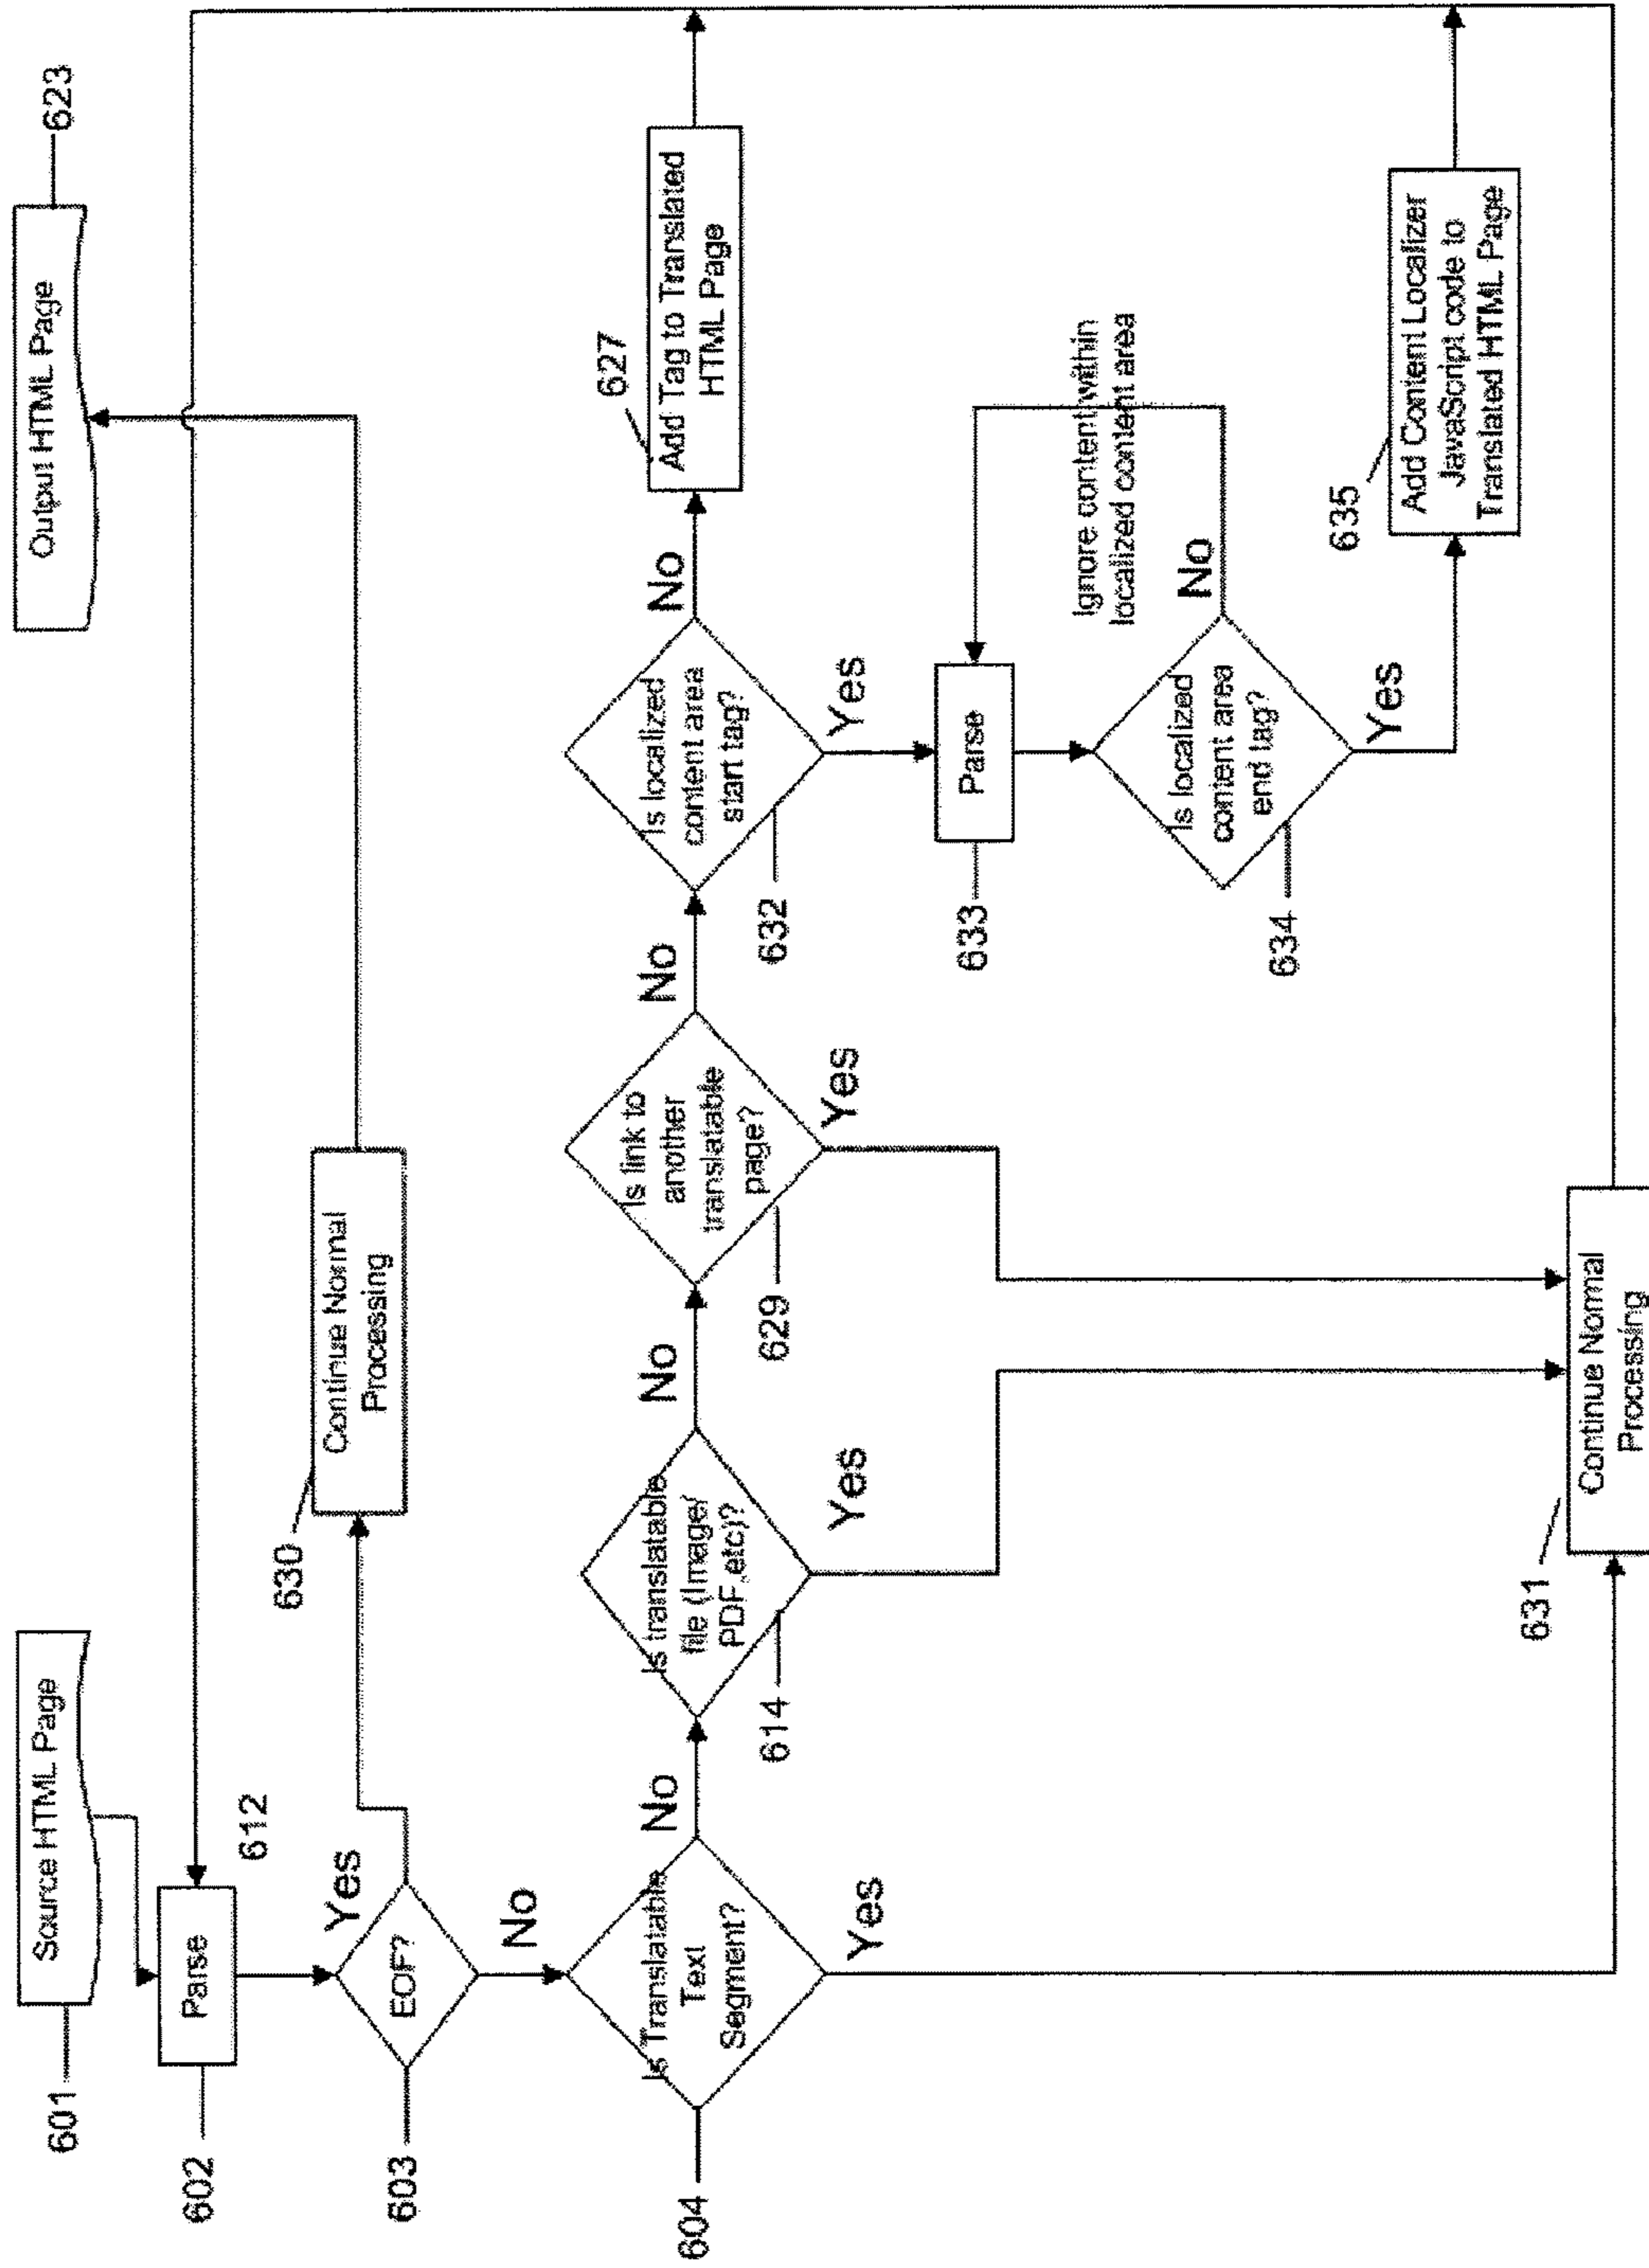 601
Source HTML Page
Output HTML Page
623
602
Parse
612
603
EOF?
Yes
No
630
Continue Normal
Processing
604
Is Translatable
Text
Segment?
No
Yes
614
Is translatable
file (Image/
PDF,etc)?
No
Yes
629
Is link to
another
translatable
page?
No
Yes
632
Is localized
content area
start tag?
No
Yes
627
Add Tag to Translated
HTML Page
633
Parse
Ignore content within
localized content area
634
Is localized
content area
end tag?
No
Yes
635
Add Content Localizer
JavaScript code to
Translated HTML Page
631
Continue Normal
Processing